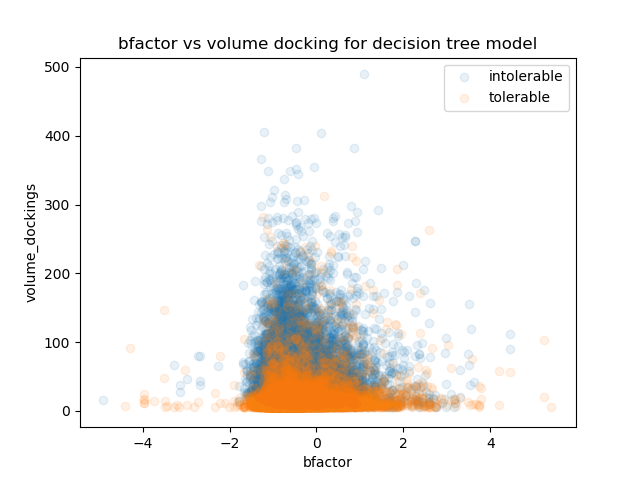 bfactor vs volume docking for decision tree model
intolerable
tolerable
volume_dockings
500
400
300
200
100
0
−4
−2
0
2
4
bfactor